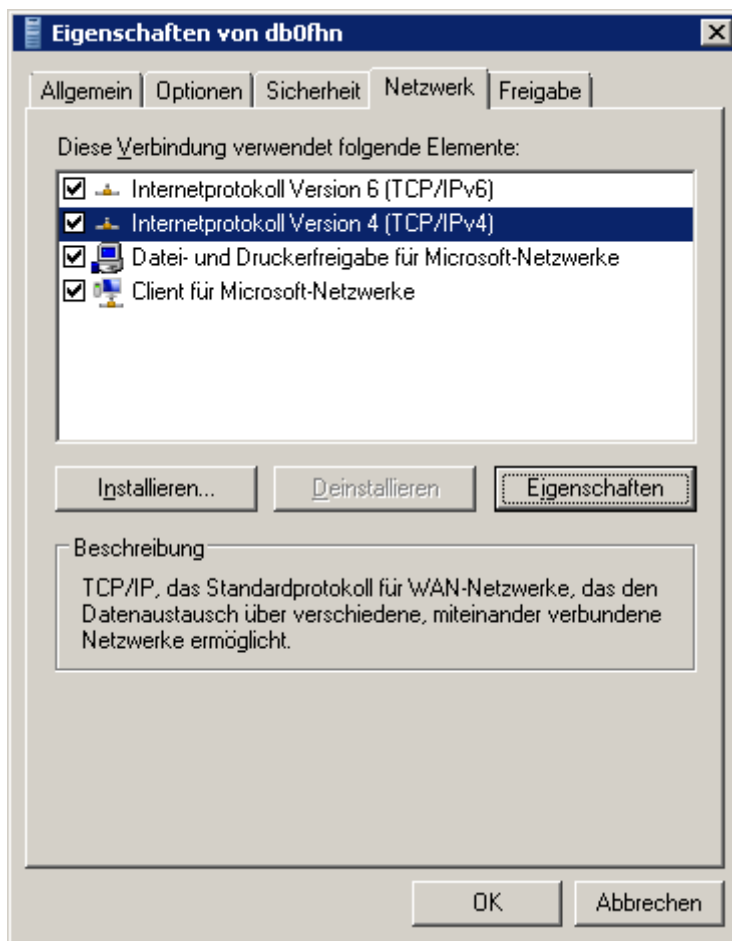 Eigenschaften von db0fhn
Allgemein Optionen Sicherheit Netzwerk Freigabe
Diese Verbindung verwendet folgende Elemente:
Internetprotokoll Version 6 (TCP/IPv6)
Internetprotokoll Version 4 (TCP/IPv4)
Datei- und Druckerfreigabe für Microsoft-Netzwerke
Client für Microsoft-Netzwerke
Installieren... Deinstallieren Eigenschaften
Beschreibung
TCP/IP, das Standardprotokoll für WAN-Netzwerke, das den
Datenaustausch über verschiedene, miteinander verbundene
Netzwerke ermöglicht.
OK Abbrechen